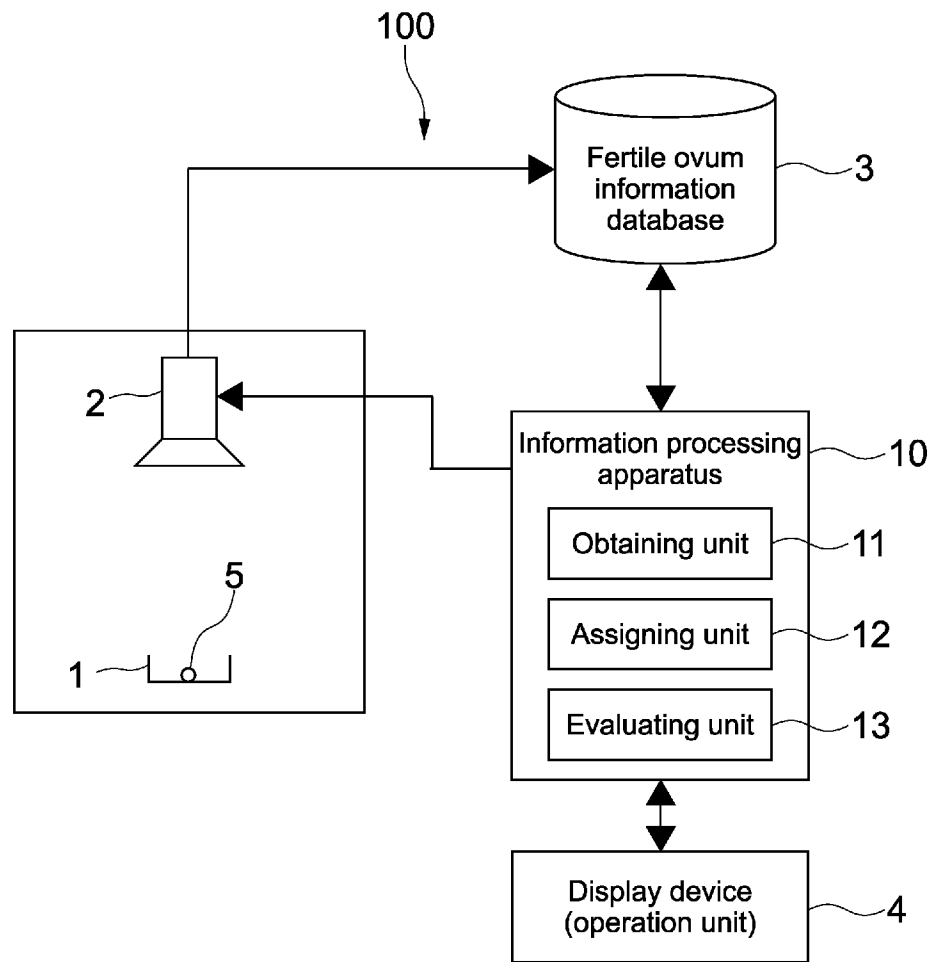 100
Fertile ovum
information
database
3
2
Information processing
apparatus
10
Obtaining unit
11
5
Assigning unit
12
1
Evaluating unit
13
Display device
(operation unit)
4